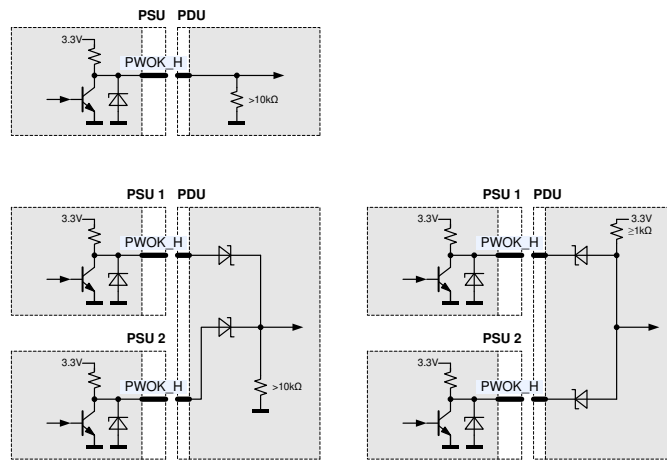 PSU PDU
3.3V
PWOK_H
>10kΩ
PSU 1 PDU
3.3V
PWOK_H
PSU 2
3.3V
PWOK_H
>10kΩ
PSU 1 PDU
3.3V
3.3V
≥1kΩ
PWOK_H
PSU 2
3.3V
PWOK_H